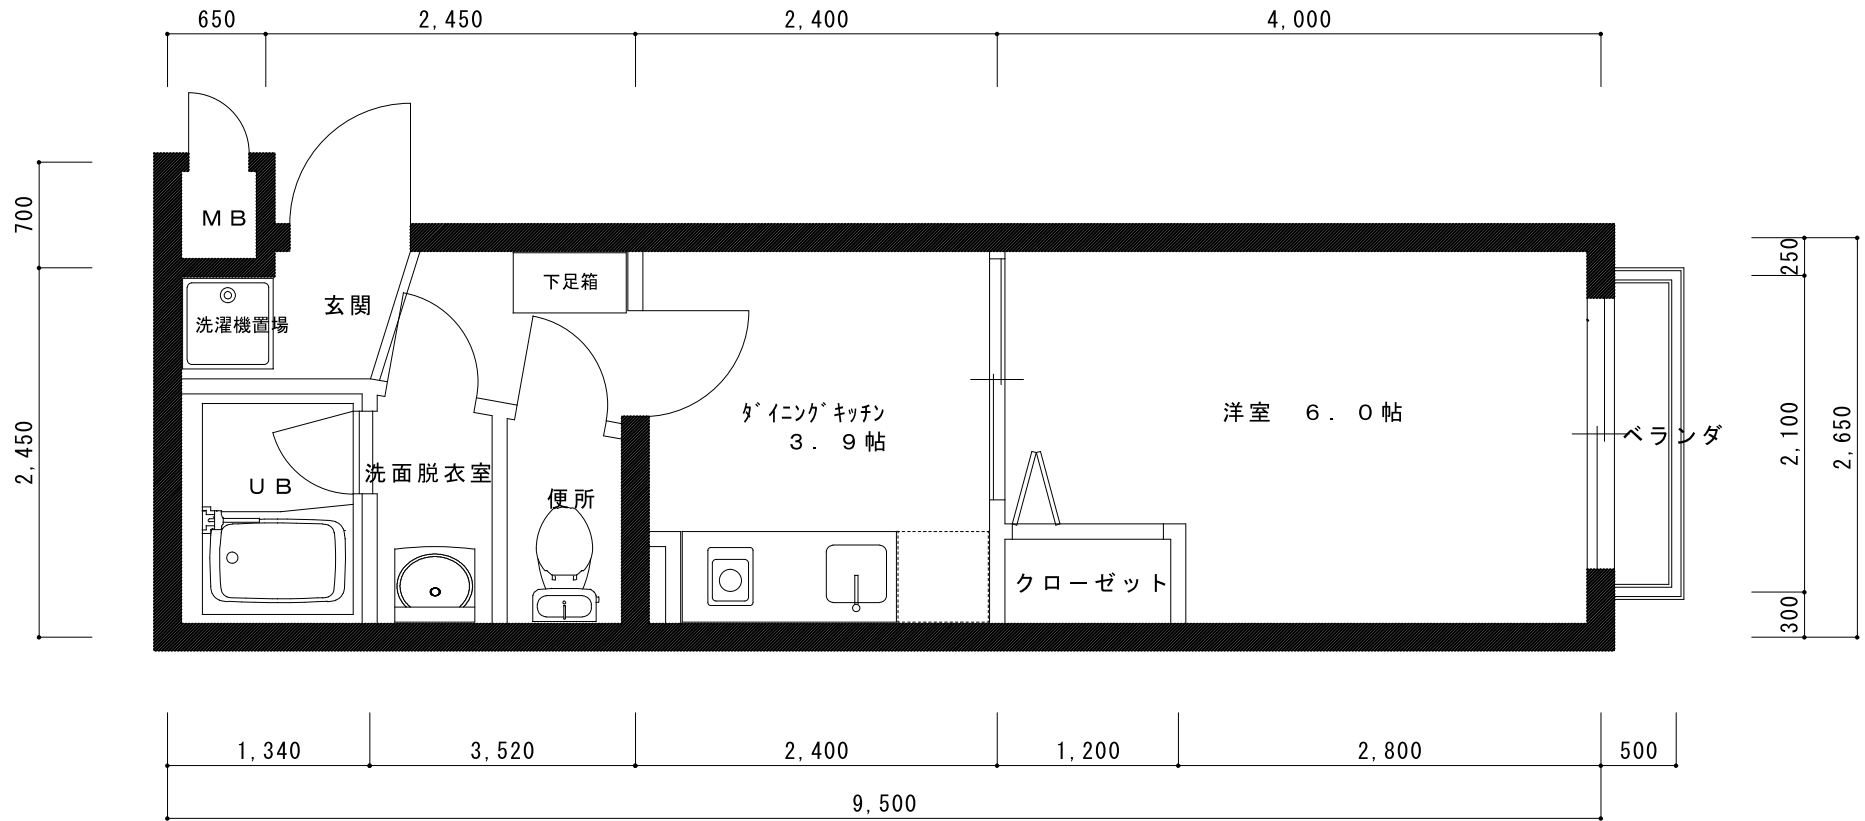 650
2,450
2,400
4,000
700
2,450
ＭＢ
玄関
下足箱
洗濯機置場
ﾀﾞｲﾆﾝｸﾞｷｯﾁﾝ
３．９帖
洋室　６．０帖
ベランダ
ＵＢ
洗面脱衣室
便所
クローゼット
250
2,100
2,650
300
1,340
3,520
2,400
1,200
2,800
500
9,500